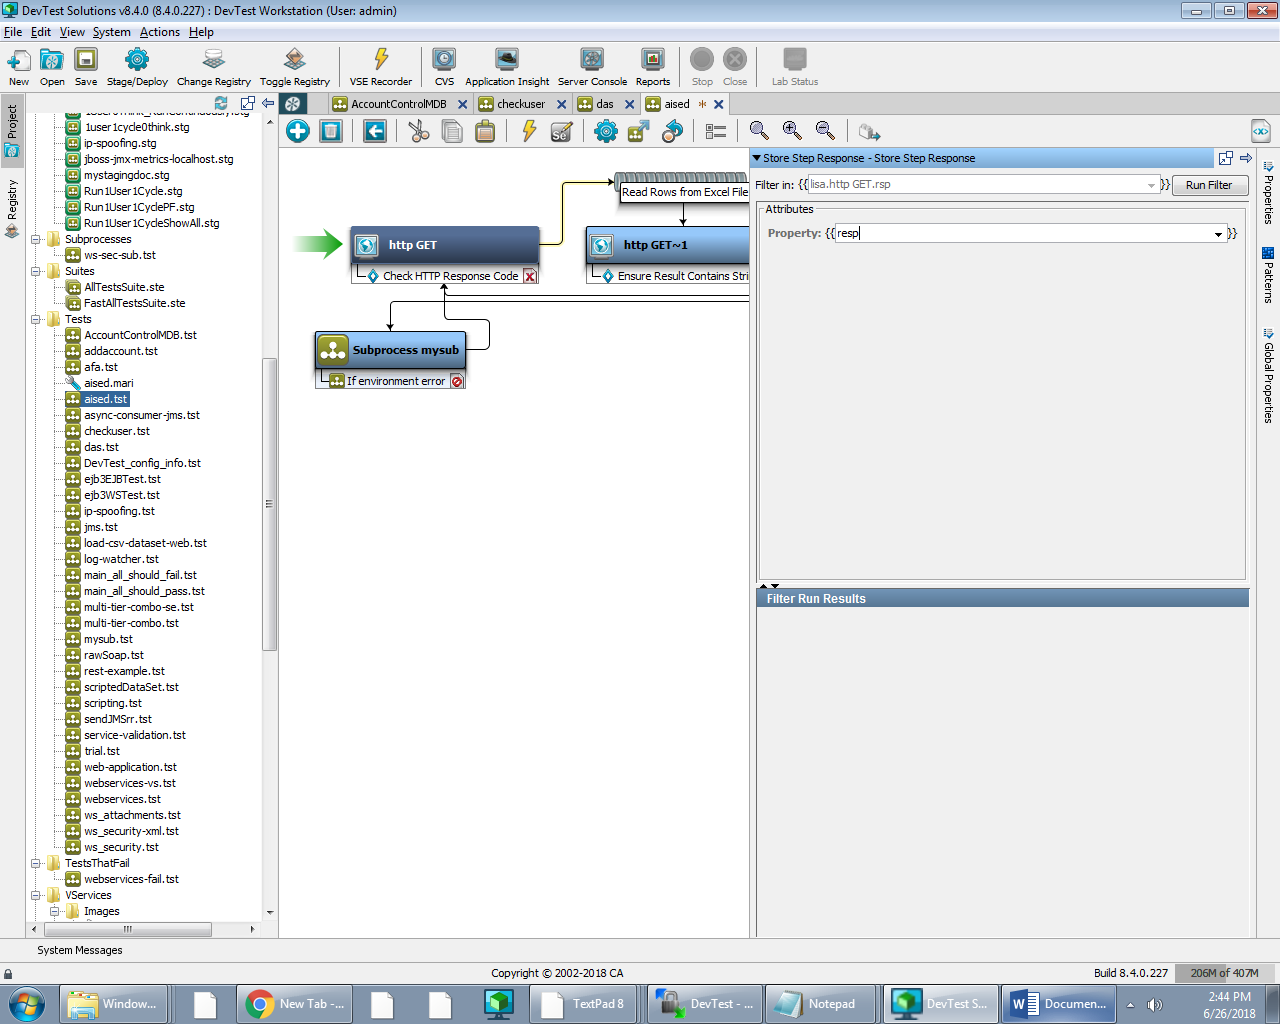 DevTest Solutions v8.4.0 (8.4.0.227) : DevTest Workstation (User: admin)
File Edit View System Actions Help
New Open Save Stage/Deploy Change Registry Toggle Registry VSE Recorder CVS Application Insight Server Console Reports Stop Close Lab Status
Project
Registry
1user1cycle0think.stg
ip-spoofing.stg
jboss-jmx-metrics-localhost.stg
mystagingdoc.stg
Run1User1Cycle.stg
Run1User1CyclePF.stg
Run1User1CycleShowAll.stg
Subprocesses
ws-sec-sub.tst
Suites
AllTestsSuite.ste
FastAllTestsSuite.ste
Tests
AccountControlMDB.tst
addaccount.tst
afa.tst
aised.mari
aised.tst
async-consumer-jms.tst
checkuser.tst
das.tst
DevTest_config_info.tst
ejb3EJBTest.tst
ejb3WSTest.tst
ip-spoofing.tst
jms.tst
load-csv-dataset-web.tst
log-watcher.tst
main_all_should_fail.tst
main_all_should_pass.tst
multi-tier-combo-se.tst
multi-tier-combo.tst
mysub.tst
rawSoap.tst
rest-example.tst
scriptedDataSet.tst
scripting.tst
sendJMSrr.tst
service-validation.tst
trial.tst
web-application.tst
webservices-vs.tst
webservices.tst
ws_attachments.tst
ws_security-xml.tst
ws_security.tst
TestsThatFail
webservices-fail.tst
VServices
Images
AccountControlMDB checkuser das aised
Read Rows from Excel File
http GET
http GET~1
Check HTTP Response Code
Ensure Result Contains Stri
Subprocess mysub
If environment error
Store Step Response - Store Step Response
Filter in: {{lisa.http GET.rsp}} Run Filter
Attributes
Property: {{resp}}
Filter Run Results
Properties
Patterns
Global Properties
System Messages
Copyright © 2002-2018 CA
Build 8.4.0.227 206M of 407M
Window... New Tab -... TextPad 8 DevTest - ... Notepad DevTest S... Documen...
2:44 PM
6/26/2018